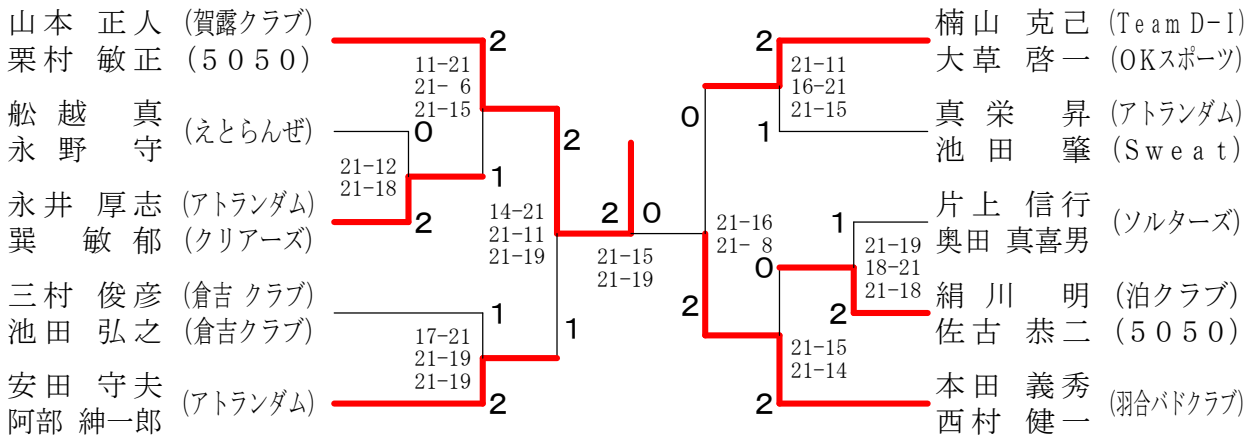 山本 正人 (賀露クラブ)
栗村 敏正 (5050)
舩越 真 (えとらんぜ)
永野 守
永井 厚志 (アトランダム)
巽 敏郁 (クリアーズ)
三村 俊彦 (倉吉 クラブ)
池田 弘之 (倉吉クラブ)
安田 守夫 (アトランダム)
阿部 紳一郎
2
11-21
21- 6
21-15
0
21-12
21-18
1
2
2
14-21
21-11
21-19
1
17-21
21-19
21-19
1
2
2 0
21-15
21-19
0
21-16
21- 8
2
2
21-11
16-21
21-15
1
1
21-19
18-21
21-18
0
2
21-15
21-14
2
楠山 克己 (Team D-I)
大草 啓一 (OKスポーツ)
真栄 昇 (アトランダム)
池田 肇 (Sweat)
片上 信行 (ソルターズ)
奥田 真喜男
絹川 明 (泊クラブ)
佐古 恭二 (5050)
本田 義秀 (羽合バドクラブ)
西村 健一